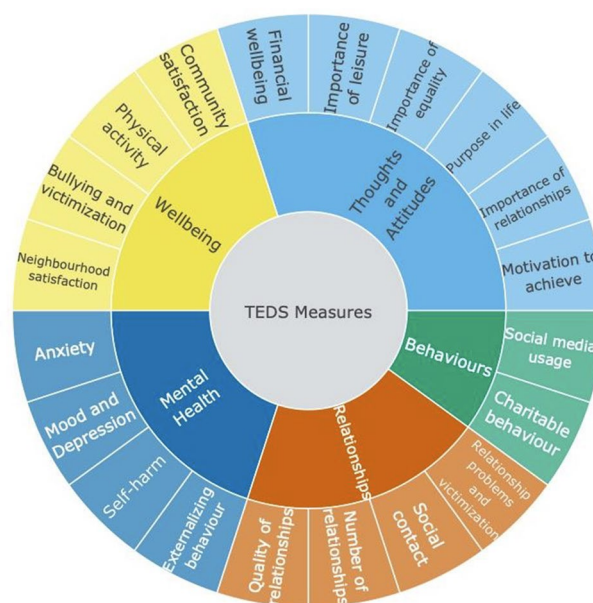 TEDS Measures
Thoughts
and
Attitudes
Financial
wellbeing
Importance
of leisure
Importance of
equality
Purpose in life
Importance of
relationships
Motivation to
achieve
Behaviours
Social media
usage
Charitable
behaviour
Relationships
Relationship
problems
and
victimization
Social
contact
Number of
relationships
Quality of
relationships
Mental
Health
Externalizing
behaviour
Self-harm
Mood and
Depression
Anxiety
Wellbeing
Neighbourhood
satisfaction
Bullying and
victimization
Physical
activity
Community
satisfaction